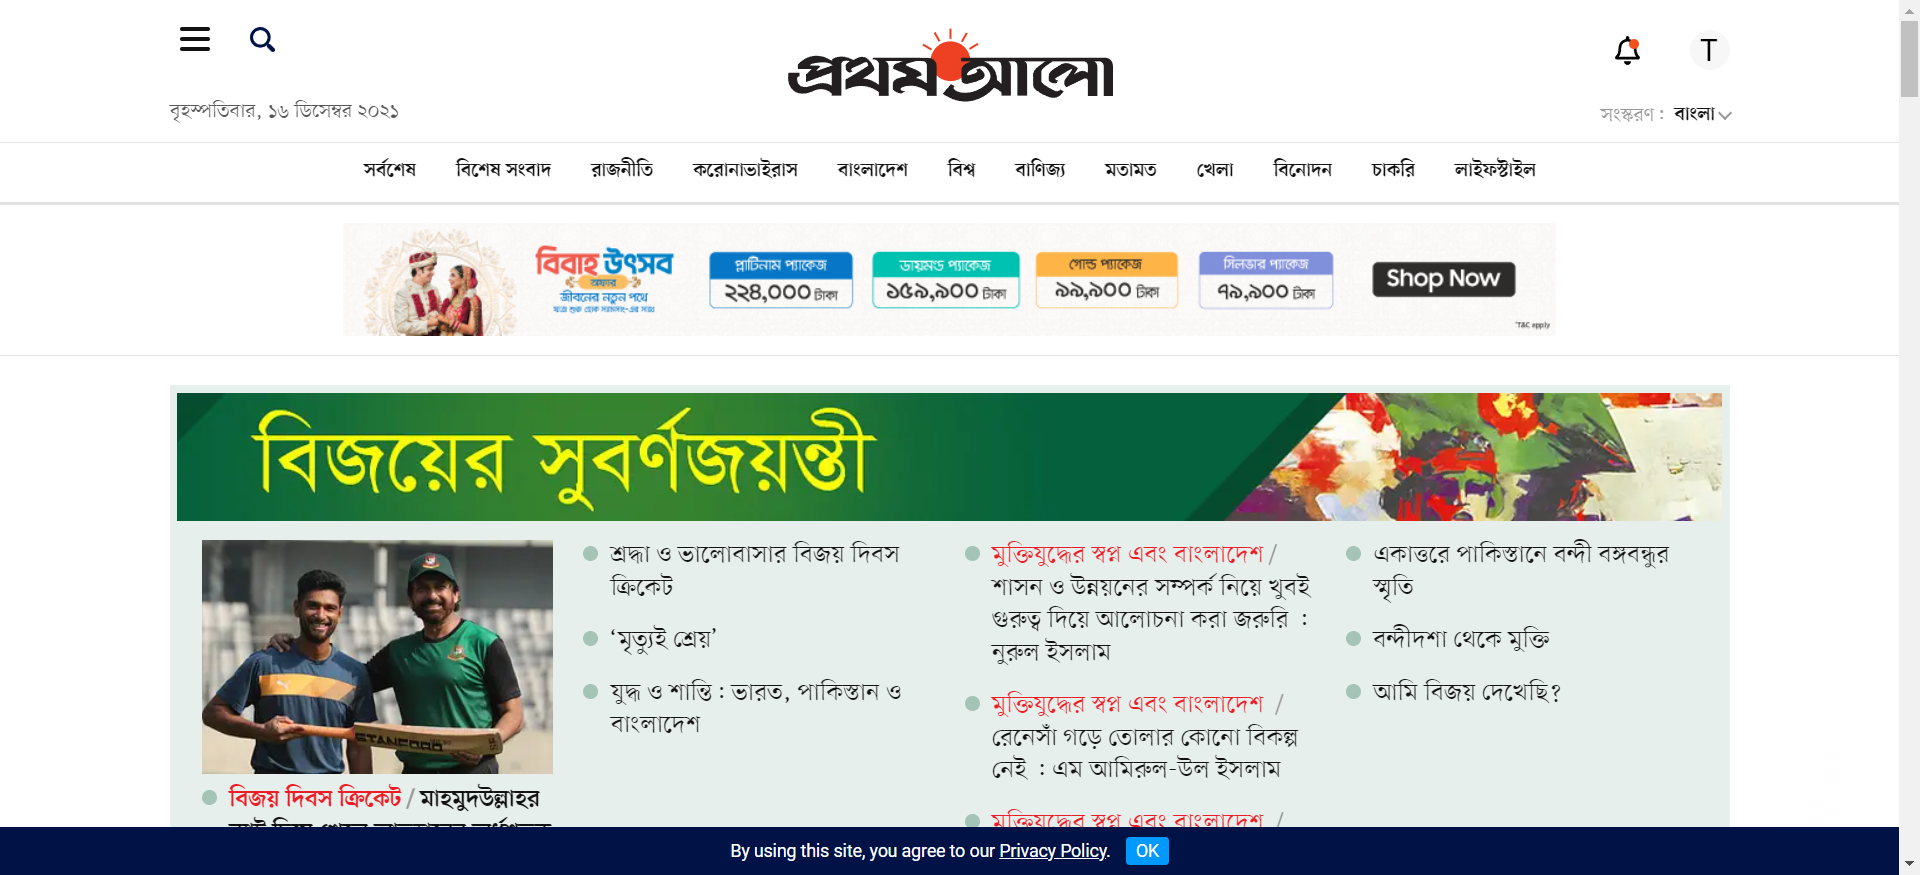 প্রথম আলো
T
বৃহস্পতিবার, ১৬ ডিসেম্বর ২০২১
সংস্করণ : বাংলা
সর্বশেষ বিশেষ সংবাদ রাজনীতি করোনাভাইরাস বাংলাদেশ বিশ্ব বাণিজ্য মতামত খেলা বিনোদন চাকরি লাইফস্টাইল
বিবাহ উৎসব
অফার
জীবনের নতুন পথে
প্লাটিনাম প্যাকেজ
২২৪,০০০ টাকা
ডায়মন্ড প্যাকেজ
১৫৯,৯০০ টাকা
গোল্ড প্যাকেজ
৯৯,৯০০ টাকা
সিলভার প্যাকেজ
৭৯,৯০০ টাকা
Shop Now
*T&C apply
বিজয়ের সুবর্ণজয়ন্তী
STANFORD
বিজয় দিবস ক্রিকেট / মাহমুদউল্লাহর
শ্রদ্ধা ও ভালোবাসার বিজয় দিবস
ক্রিকেট
‘মৃত্যুই শ্রেয়’
যুদ্ধ ও শান্তি : ভারত, পাকিস্তান ও
বাংলাদেশ
মুক্তিযুদ্ধের স্বপ্ন এবং বাংলাদেশ /
শাসন ও উন্নয়নের সম্পর্ক নিয়ে খুবই
গুরুত্ব দিয়ে আলোচনা করা জরুরি :
নুরুল ইসলাম
মুক্তিযুদ্ধের স্বপ্ন এবং বাংলাদেশ /
রেনেসাঁ গড়ে তোলার কোনো বিকল্প
নেই : এম আমিরুল-উল ইসলাম
মুক্তিযুদ্ধের স্বপ্ন এবং বাংলাদেশ /
একাত্তরে পাকিস্তানে বন্দী বঙ্গবন্ধুর
স্মৃতি
বন্দীদশা থেকে মুক্তি
আমি বিজয় দেখেছি?
By using this site, you agree to our Privacy Policy. OK